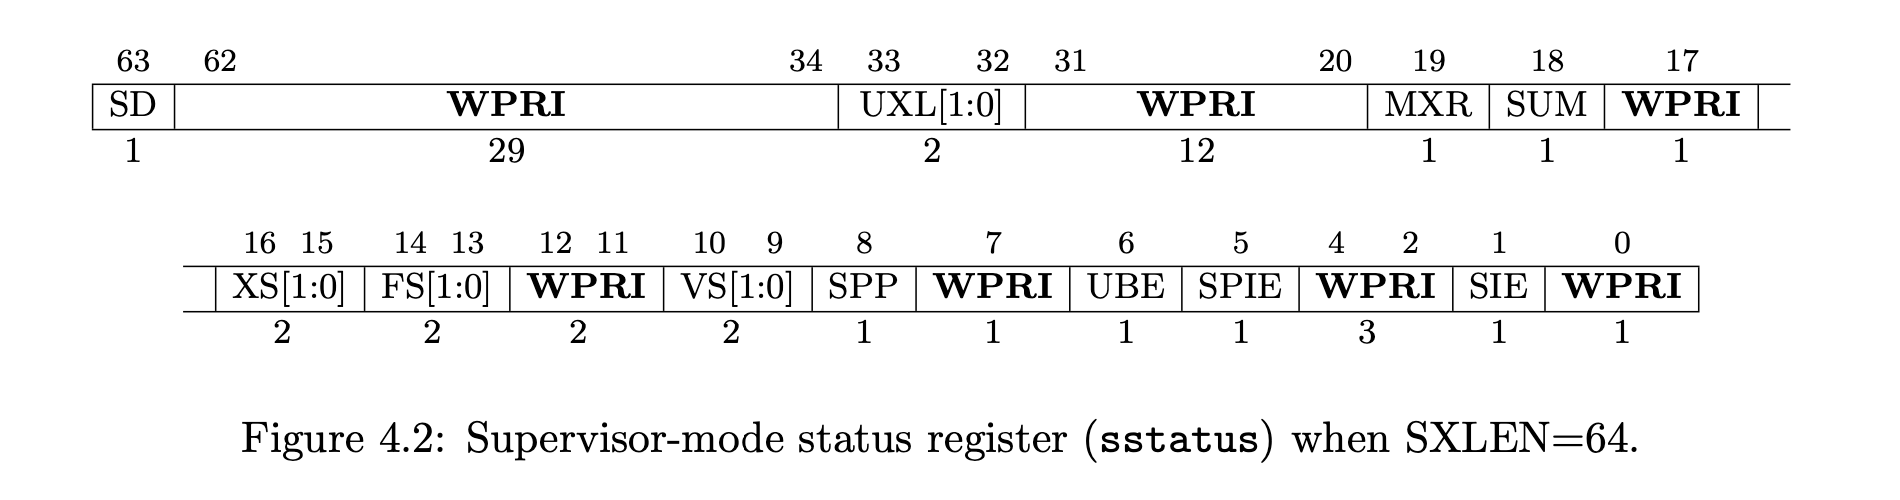 63 62 34 33 32 31 20 19 18 17
SD WPRI UXL[1:0] WPRI MXR SUM WPRI
1 29 2 12 1 1 1
16 15 14 13 12 11 10 9 8 7 6 5 4 2 1 0
XS[1:0] FS[1:0] WPRI VS[1:0] SPP WPRI UBE SPIE WPRI SIE WPRI
2 2 2 2 1 1 1 1 3 1 1
Figure 4.2: Supervisor-mode status register (sstatus) when SXLEN=64.